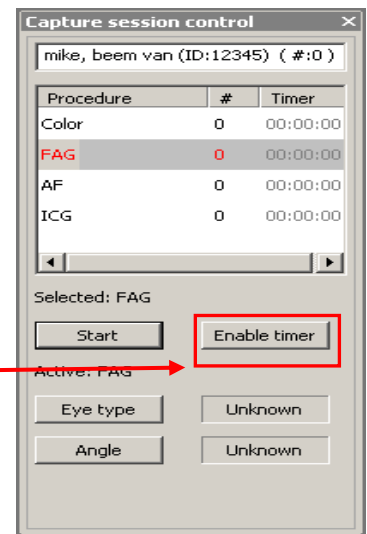 Capture session control ×
mike, beem van (ID:12345) ( #:0 )
Procedure # Timer
Color 0 00:00:00
FAG 0 00:00:00
AF 0 00:00:00
ICG 0 00:00:00
Selected: FAG
Start Enable timer
Active: FAG
Eye type Unknown
Angle Unknown